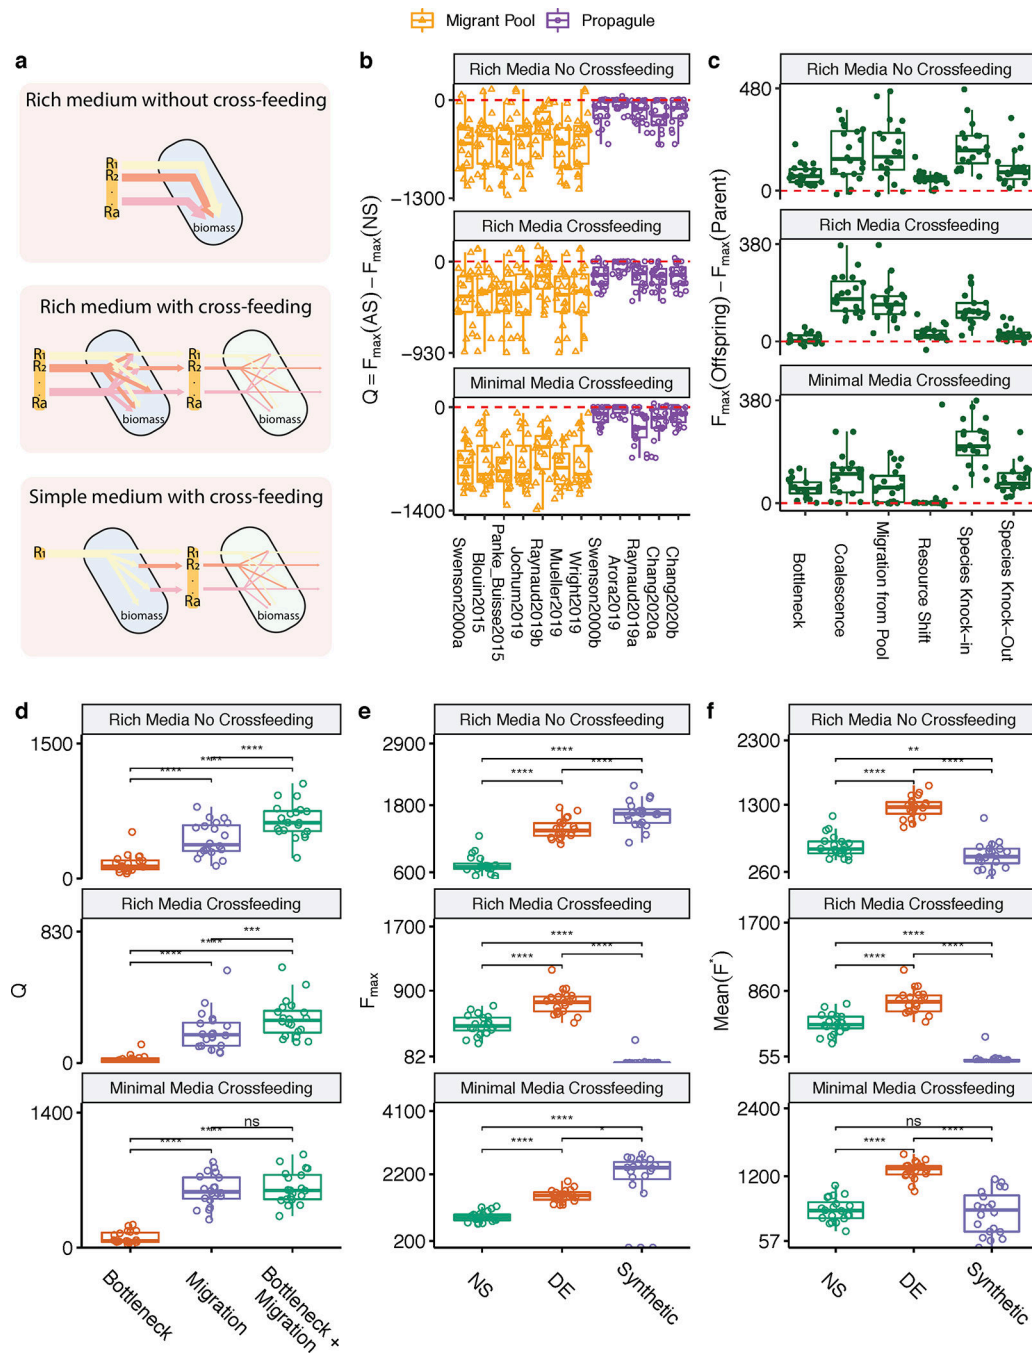 Migrant Pool
Propagule
a
Rich medium without cross-feeding
R1
R2
.
.
Ra
biomass
Rich medium with cross-feeding
R1
R2
.
.
Ra
biomass
R1
R2
.
.
Ra
biomass
Simple medium with cross-feeding
R1
biomass
R1
R2
.
.
Ra
biomass
b
Q = Fmax(AS) − Fmax(NS)
Rich Media No Crossfeeding
0
−1300
Rich Media Crossfeeding
0
−930
Minimal Media Crossfeeding
0
−1400
Swenson2000a
Blouin2015
Panke_Buisse2015
Jochum2019
Raynaud2019b
Mueller2019
Wright2019
Swenson2000b
Arora2019
Raynaud2019a
Chang2020a
Chang2020b
c
Fmax(Offspring) − Fmax(Parent)
Rich Media No Crossfeeding
480
0
Rich Media Crossfeeding
380
0
Minimal Media Crossfeeding
380
0
Bottleneck
Coalescence
Migration from Pool
Resource Shift
Species Knock−in
Species Knock−Out
d
Q
Rich Media No Crossfeeding
1500
0
****
****
****
Rich Media Crossfeeding
830
0
***
****
****
Minimal Media Crossfeeding
1400
0
ns
****
****
Bottleneck
Migration
Bottleneck +
Migration
e
Fmax
Rich Media No Crossfeeding
2900
1800
600
****
****
****
Rich Media Crossfeeding
1700
900
82
****
****
****
Minimal Media Crossfeeding
4100
2200
200
****
*
****
NS
DE
Synthetic
f
Mean(F*)
Rich Media No Crossfeeding
2300
1300
260
**
****
****
Rich Media Crossfeeding
1700
860
55
****
****
****
Minimal Media Crossfeeding
2400
1200
57
ns
****
****
NS
DE
Synthetic